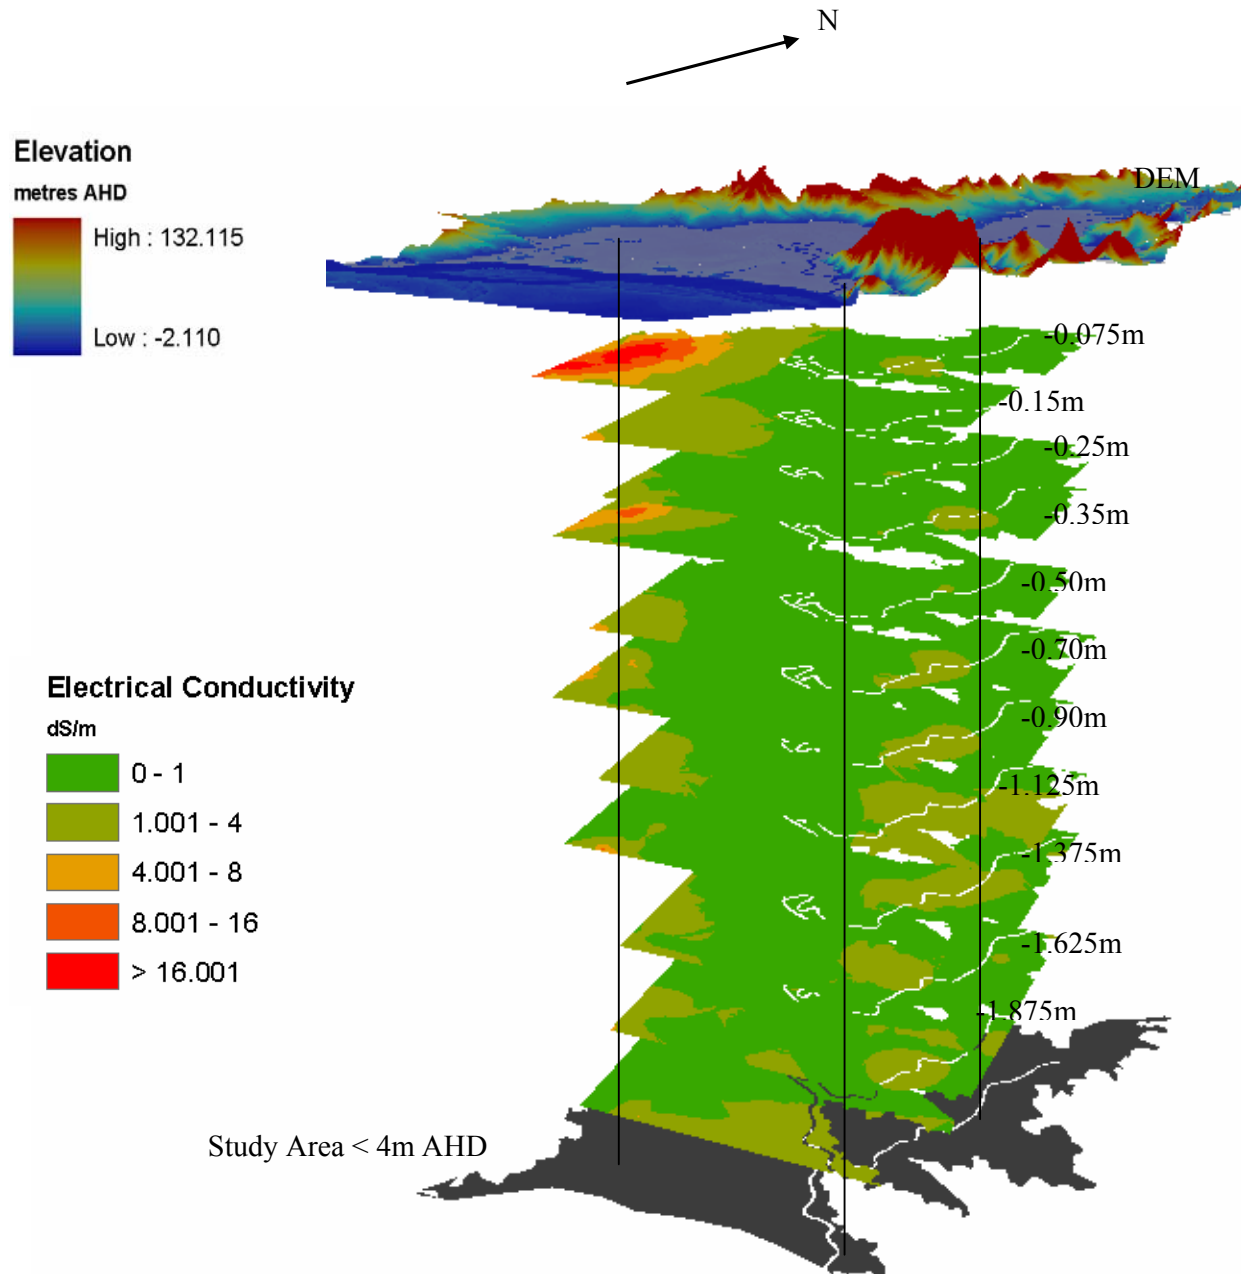 N
Elevation
metres AHD
High : 132.115
Low : -2.110
DEM
-0.075m
-0.15m
-0.25m
-0.35m
-0.50m
-0.70m
-0.90m
-1.125m
-1.375m
-1.625m
-1.875m
Electrical Conductivity
dS/m
0 - 1
1.001 - 4
4.001 - 8
8.001 - 16
> 16.001
Study Area < 4m AHD